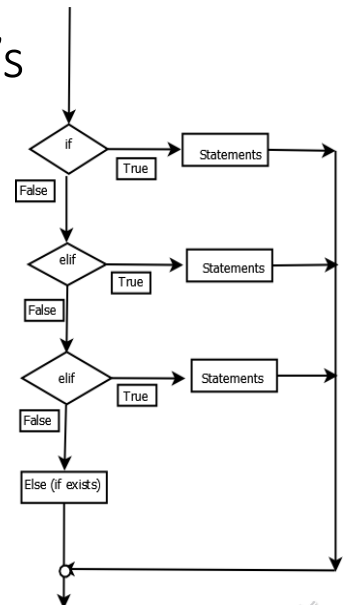 's
if
Statements
True
False
elif
Statements
True
False
elif
Statements
True
False
Else (if exists)